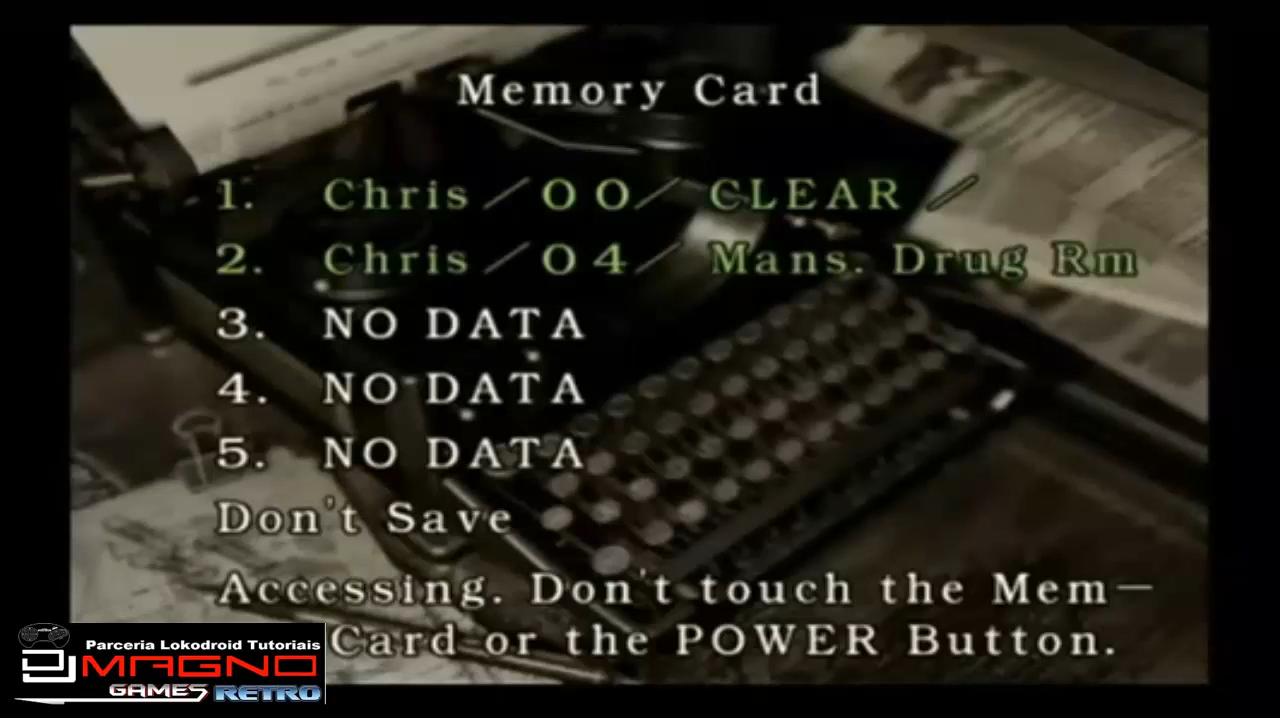 Memory Card
1. Chris / 00 / CLEAR /
2. Chris / 04 / Mans. Drug Rm
3. NO DATA
4. NO DATA
5. NO DATA
Don't Save
Accessing. Don't touch the Mem—
Card or the POWER Button.
Parceria Lokodroid Tutoriais
DJ MAGNO
GAMES RETRO